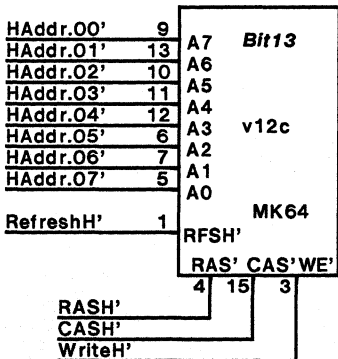 HAddr.00' 9 A7 Bit13
HAddr.01' 13 A6
HAddr.02' 10 A5
HAddr.03' 11 A4
HAddr.04' 12 A3 v12c
HAddr.05' 6 A2
HAddr.06' 7 A1
HAddr.07' 5 A0
MK64
RefreshH' 1 RFSH'
RAS' CAS' WE'
4 15 3
RASH'
CASH'
WriteH'